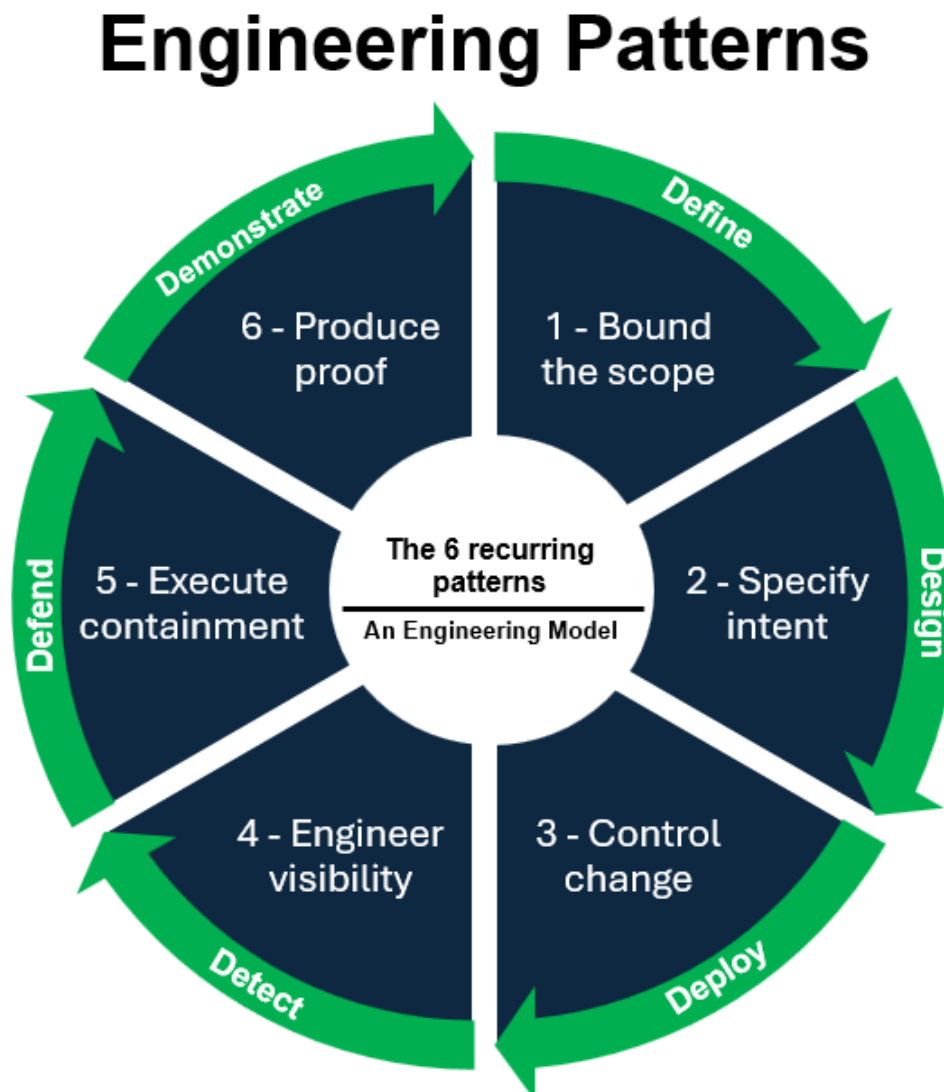 Engineering Patterns
Define
1 - Bound
the scope
Design
2 - Specify
intent
Deploy
3 - Control
change
Detect
4 - Engineer
visibility
Defend
5 - Execute
containment
Demonstrate
6 - Produce
proof
The 6 recurring
patterns
An Engineering Model